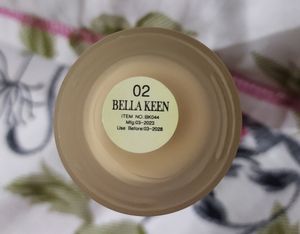 02
BELLA KEEN
ITEM NO.:BK044
Mfg:03-2023
Use Before:03-2028